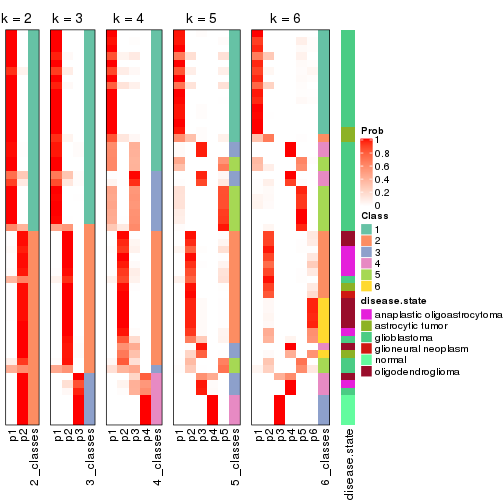 k = 2
k = 3
k = 4
k = 5
k = 6
p1
p2
2_classes
p1
p2
p3
3_classes
p1
p2
p3
p4
4_classes
p1
p2
p3
p4
p5
5_classes
p1
p2
p3
p4
p5
p6
6_classes
disease.state
Prob
1
0.8
0.6
0.4
0.2
0
Class
1
2
3
4
5
6
disease.state
anaplastic oligoastrocytoma
astrocytic tumor
glioblastoma
glioneural neoplasm
normal
oligodendroglioma